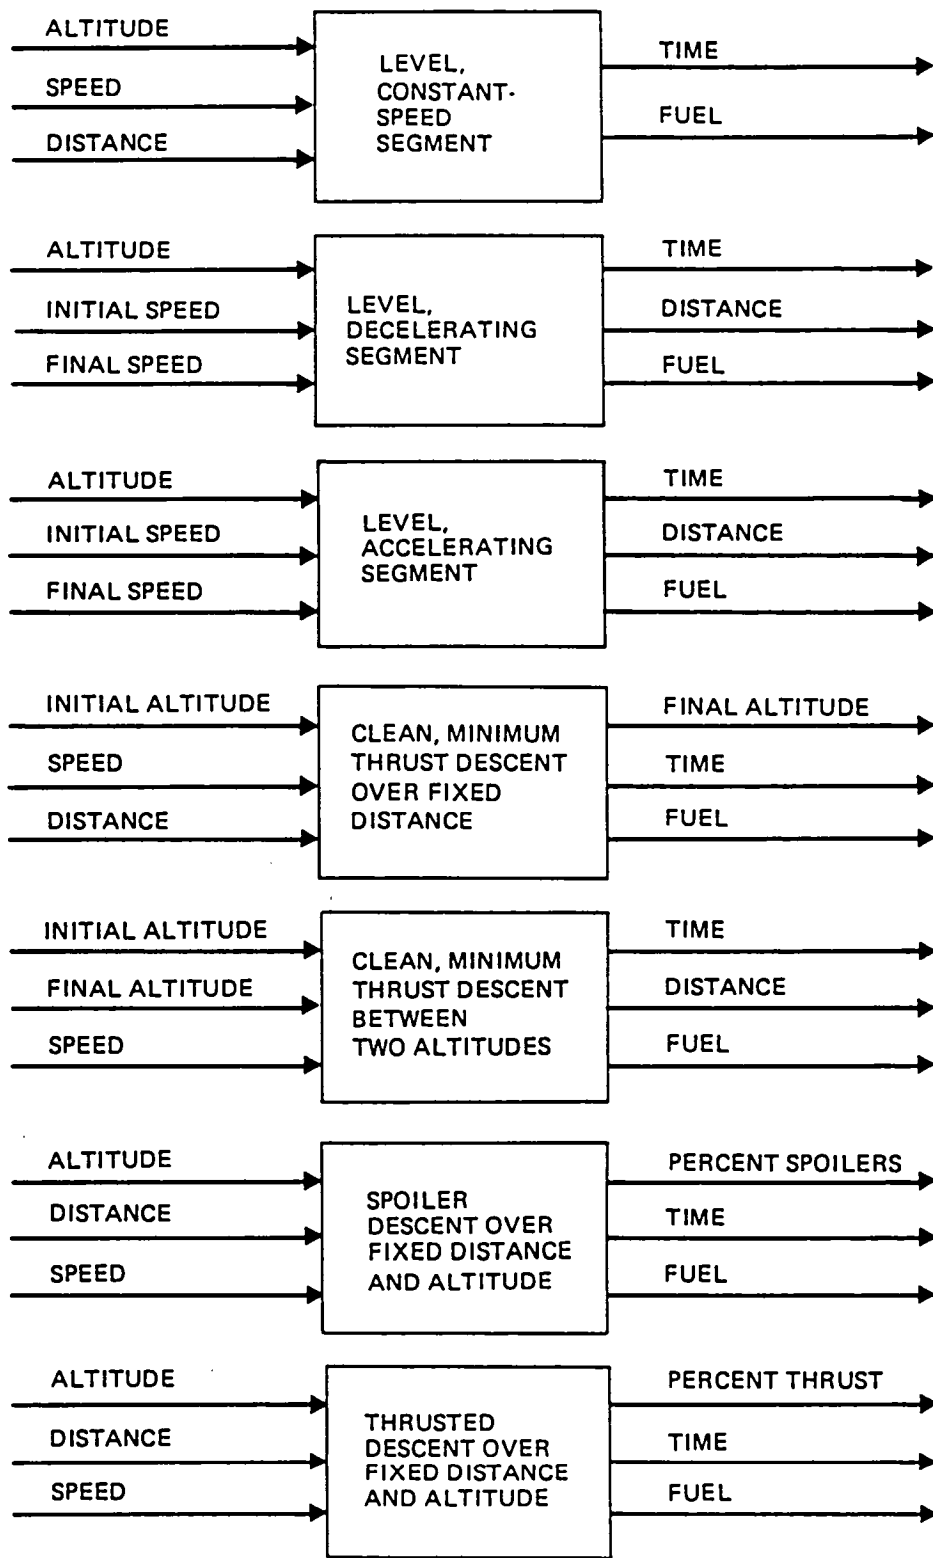 ALTITUDE
SPEED
DISTANCE
LEVEL,
CONSTANT-
SPEED
SEGMENT
TIME
FUEL
ALTITUDE
INITIAL SPEED
FINAL SPEED
LEVEL,
DECELERATING
SEGMENT
TIME
DISTANCE
FUEL
ALTITUDE
INITIAL SPEED
FINAL SPEED
LEVEL,
ACCELERATING
SEGMENT
TIME
DISTANCE
FUEL
INITIAL ALTITUDE
SPEED
DISTANCE
CLEAN, MINIMUM
THRUST DESCENT
OVER FIXED
DISTANCE
FINAL ALTITUDE
TIME
FUEL
INITIAL ALTITUDE
FINAL ALTITUDE
SPEED
CLEAN, MINIMUM
THRUST DESCENT
BETWEEN
TWO ALTITUDES
TIME
DISTANCE
FUEL
ALTITUDE
DISTANCE
SPEED
SPOILER
DESCENT OVER
FIXED DISTANCE
AND ALTITUDE
PERCENT SPOILERS
TIME
FUEL
ALTITUDE
DISTANCE
SPEED
THRUSTED
DESCENT OVER
FIXED DISTANCE
AND ALTITUDE
PERCENT THRUST
TIME
FUEL